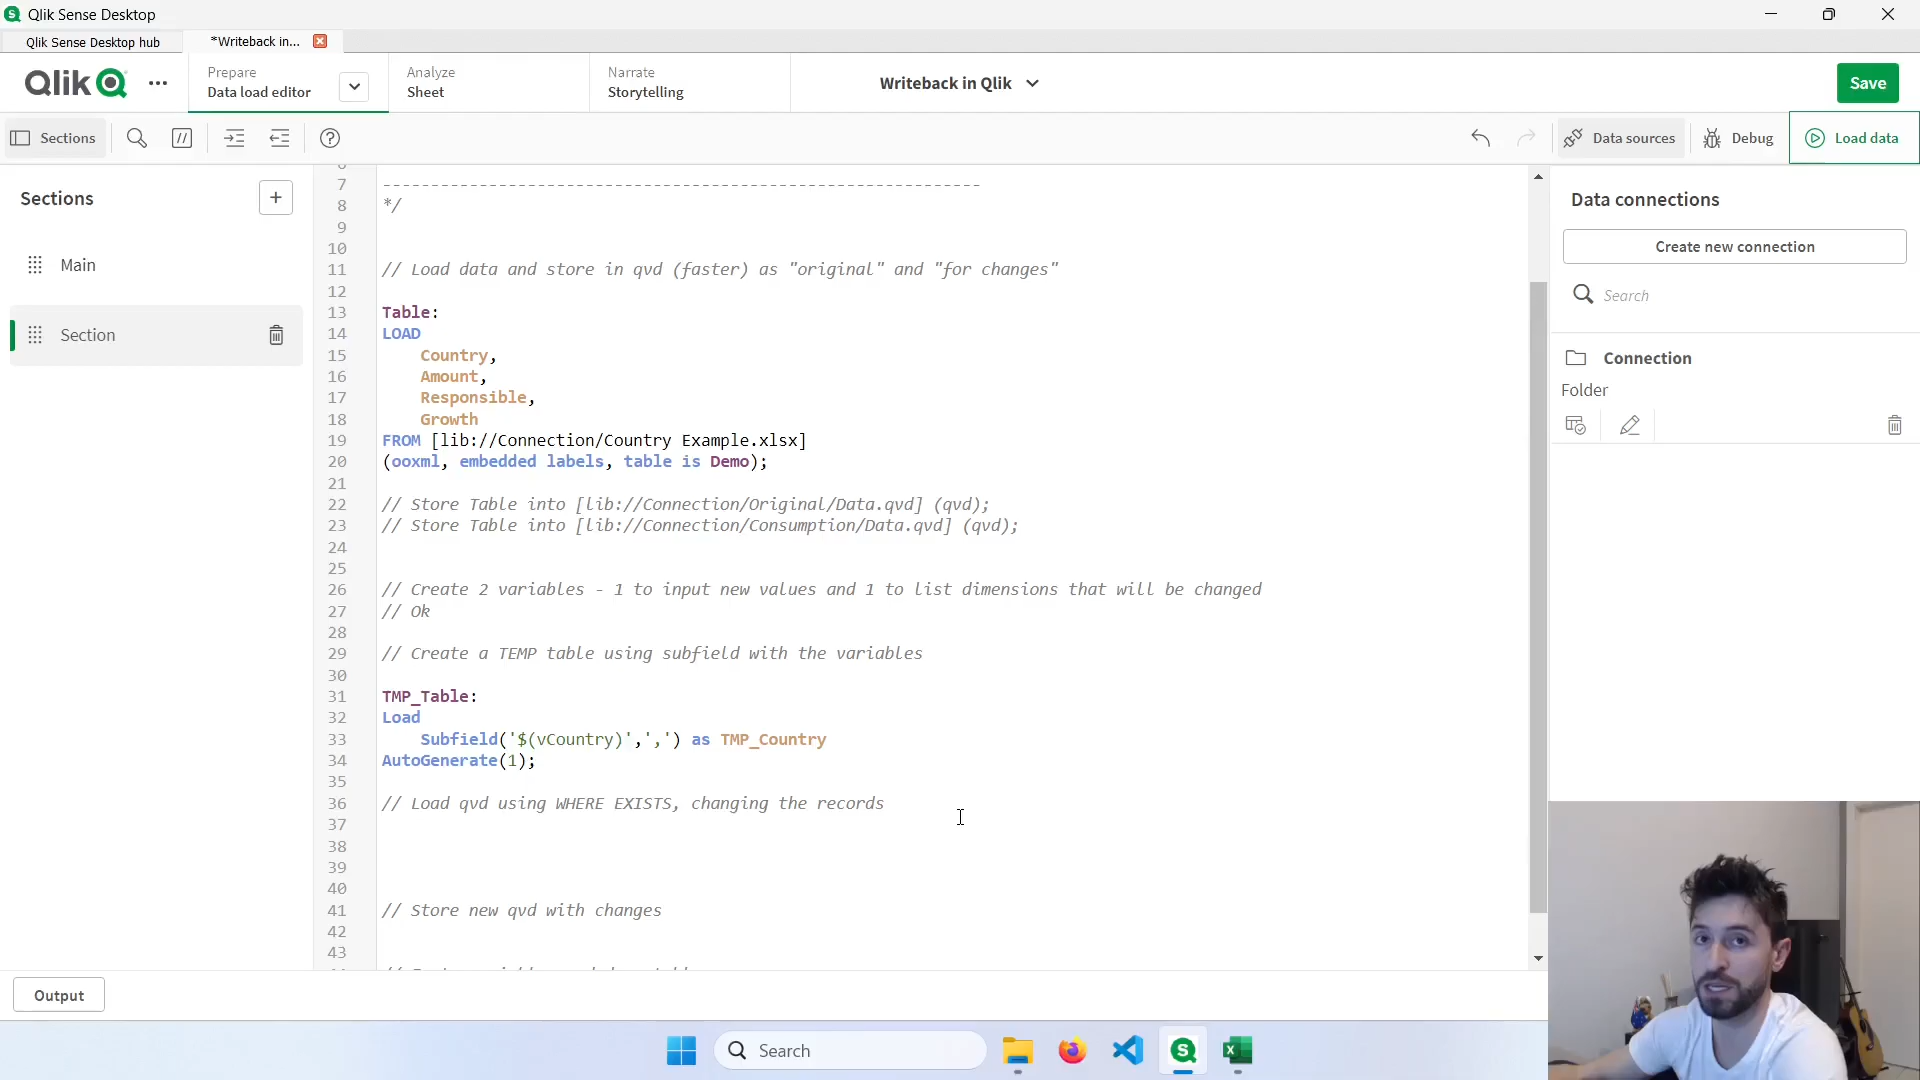 Qlik Sense Desktop
Qlik Sense Desktop hub
*Writeback in...
Qlik
Prepare
Data load editor
Analyze
Sheet
Narrate
Storytelling
Writeback in Qlik
Save
Sections
Data sources
Debug
Load data
Sections
Main
Section
7 ------------------------------------------------------------
8 */
9
10
11 // Load data and store in qvd (faster) as "original" and "for changes"
12
13 Table:
14 LOAD
15 Country,
16 Amount,
17 Responsible,
18 Growth
19 FROM [lib://Connection/Country Example.xlsx]
20 (ooxml, embedded labels, table is Demo);
21
22 // Store Table into [lib://Connection/Original/Data.qvd] (qvd);
23 // Store Table into [lib://Connection/Consumption/Data.qvd] (qvd);
24
25
26 // Create 2 variables - 1 to input new values and 1 to list dimensions that will be changed
27 // Ok
28
29 // Create a TEMP table using subfield with the variables
30
31 TMP_Table:
32 Load
33 Subfield('$(vCountry)',',') as TMP_Country
34 AutoGenerate(1);
35
36 // Load qvd using WHERE EXISTS, changing the records
37
38
39
40
41 // Store new qvd with changes
42
43
Data connections
Create new connection
Search
Connection
Folder
Output
Search